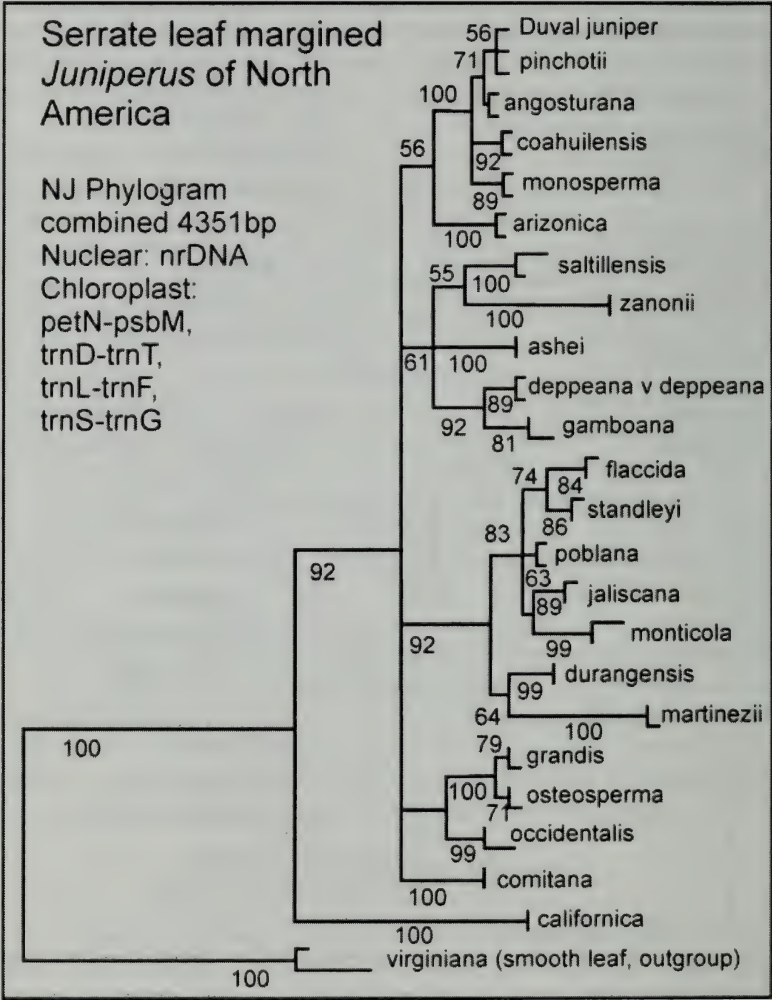 Serrate leaf margined
Juniperus of North
America
NJ Phylogram
combined 4351bp
Nuclear: nrDNA
Chloroplast:
petN-psbM,
trnD-trnT,
trnL-trnF,
trnS-trnG
56
Duval juniper
71
pinchotii
100
angosturana
56
coahuilensis
92
monosperma
89
arizonica
100
55
saltillensis
100
zanonii
100
61
100
ashei
deppeana v deppeana
89
92
gamboana
81
74
flaccida
84
86
standleyi
83
poblana
63
jaliscana
89
92
92
monticola
99
durangensis
99
64
martinezii
100
100
79
grandis
100
osteosperma
71
occidentalis
99
comitana
100
californica
100
virginiana (smooth leaf, outgroup)
100